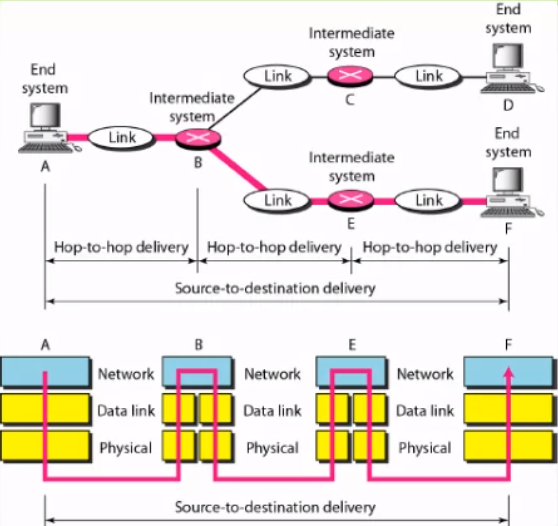 End
system
Intermediate
system
Link
Link
C
D
End
system
Intermediate
system
Link
A
B
End
system
Intermediate
system
Link
Link
E
F
Hop-to-hop delivery
Hop-to-hop delivery
Hop-to-hop delivery
Source-to-destination delivery
A
B
E
F
Network
Network
Network
Data link
Data link
Data link
Physical
Physical
Physical
Source-to-destination delivery